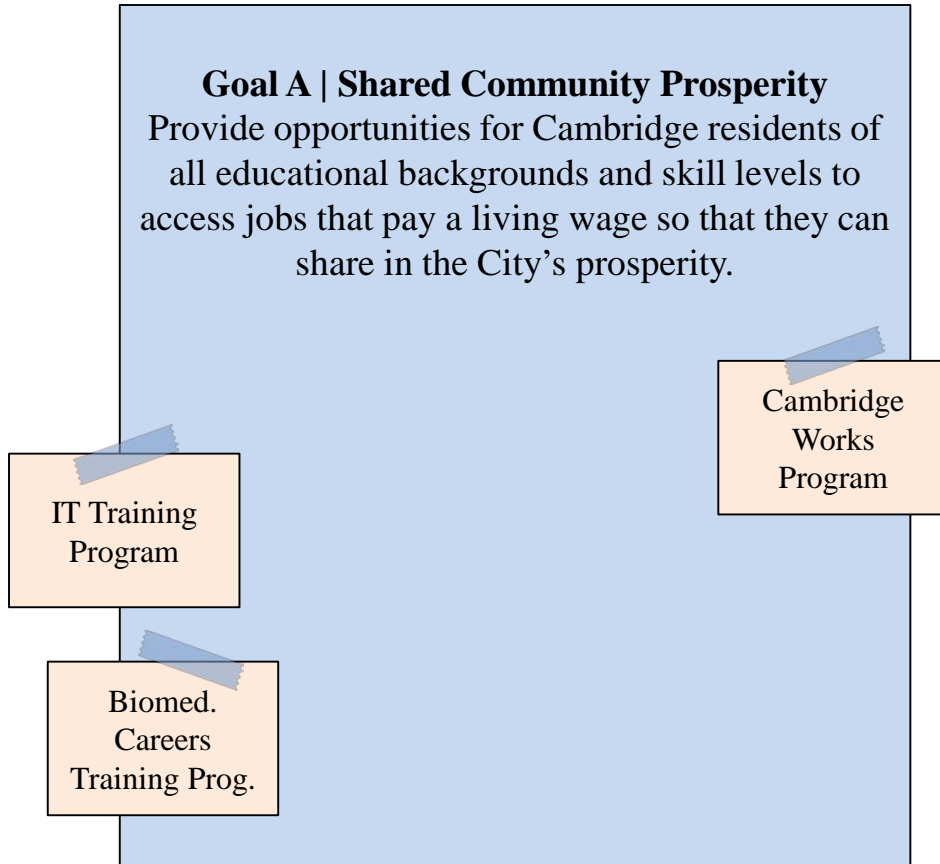 Goal A | Shared Community Prosperity
Provide opportunities for Cambridge residents of
all educational backgrounds and skill levels to
access jobs that pay a living wage so that they can
share in the City’s prosperity.
Cambridge
Works
Program
IT Training
Program
Biomed.
Careers
Training Prog.